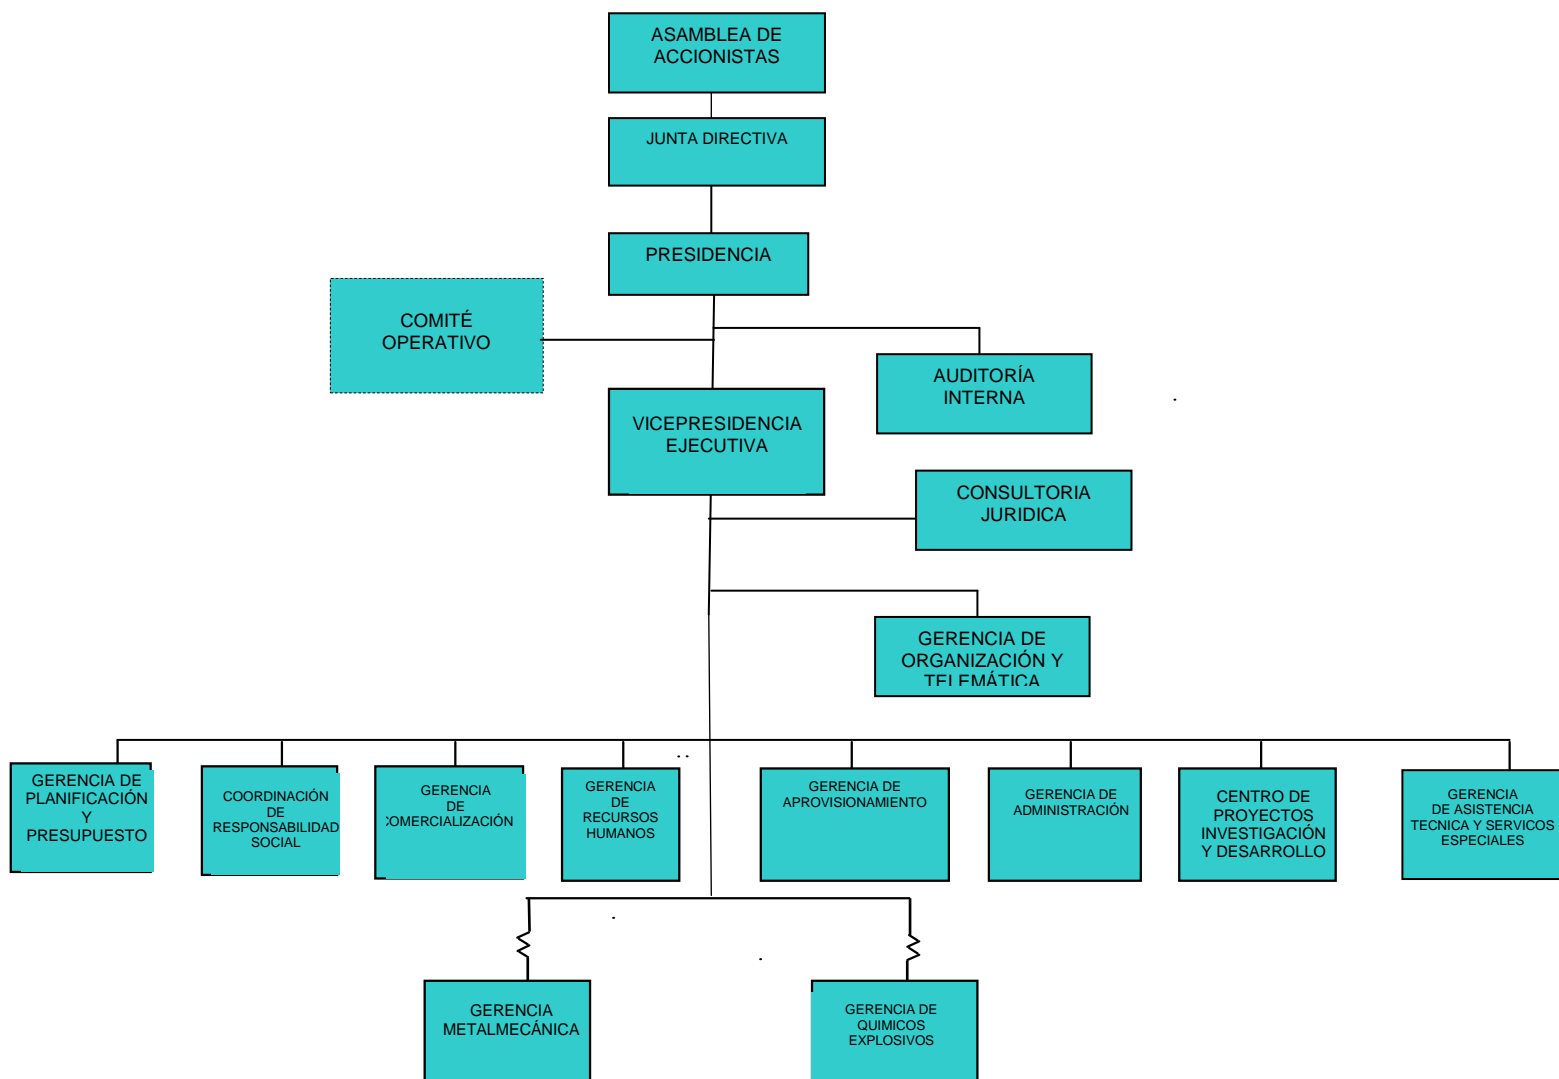 ASAMBLEA DE
ACCIONISTAS
JUNTA DIRECTIVA
PRESIDENCIA
COMITÉ
OPERATIVO
AUDITORÍA
INTERNA
VICEPRESIDENCIA
EJECUTIVA
CONSULTORIA
JURIDICA
GERENCIA DE
ORGANIZACIÓN Y
TELEMÁTICA
GERENCIA DE
PLANIFICACIÓN
Y
PRESUPUESTO
COORDINACIÓN
DE
RESPONSABILIDAD
SOCIAL
GERENCIA
DE
COMERCIALIZACIÓN
GERENCIA
DE
RECURSOS
HUMANOS
GERENCIA DE
APROVISIONAMIENTO
GERENCIA DE
ADMINISTRACIÓN
CENTRO DE
PROYECTOS
INVESTIGACIÓN
Y DESARROLLO
GERENCIA
DE ASISTENCIA
TECNICA Y SERVICOS
ESPECIALES
GERENCIA
METALMECÁNICA
GERENCIA DE
QUIMICOS
EXPLOSIVOS